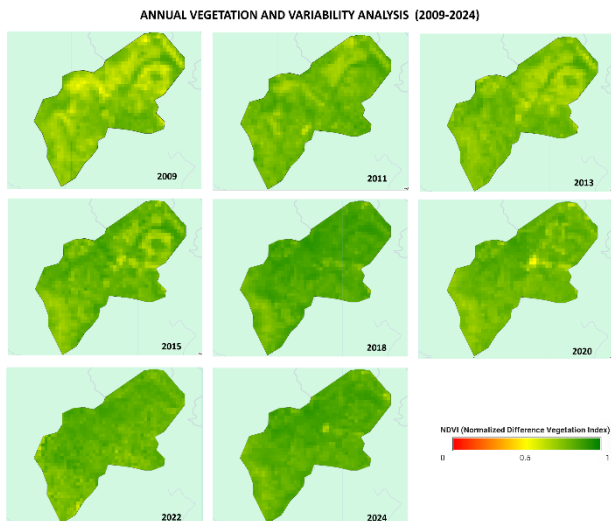 ANNUAL VEGETATION AND VARIABILITY ANALYSIS (2009-2024)
2009
2011
2013
2015
2018
2020
2022
2024
NDVI (Normalized Difference Vegetation Index)
0 0.5 1